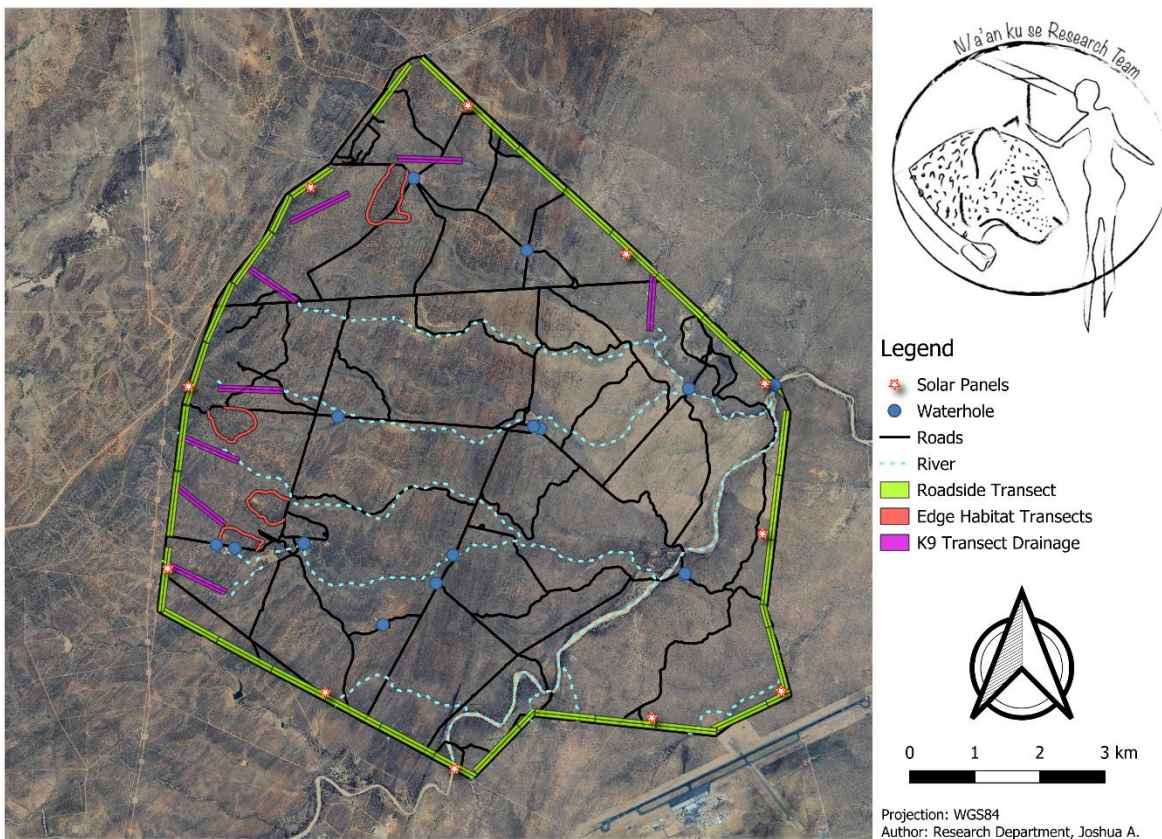 N/a'an ku se Research Team
Legend
Solar Panels
Waterhole
Roads
River
Roadside Transect
Edge Habitat Transects
K9 Transect Drainage
0 1 2 3 km
Projection: WGS84
Author: Research Department, Joshua A.